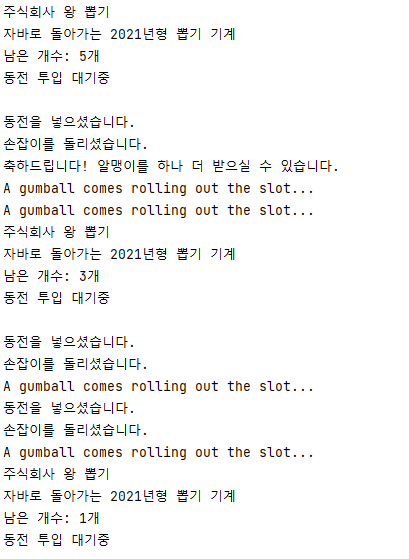 주식회사 왕 뽑기
자바로 돌아가는 2021년형 뽑기 기계
남은 개수: 5개
동전 투입 대기중
동전을 넣으셨습니다.
손잡이를 돌리셨습니다.
축하드립니다! 알맹이를 하나 더 받으실 수 있습니다.
A gumball comes rolling out the slot...
A gumball comes rolling out the slot...
주식회사 왕 뽑기
자바로 돌아가는 2021년형 뽑기 기계
남은 개수: 3개
동전 투입 대기중
동전을 넣으셨습니다.
손잡이를 돌리셨습니다.
A gumball comes rolling out the slot...
동전을 넣으셨습니다.
손잡이를 돌리셨습니다.
A gumball comes rolling out the slot...
주식회사 왕 뽑기
자바로 돌아가는 2021년형 뽑기 기계
남은 개수: 1개
동전 투입 대기중